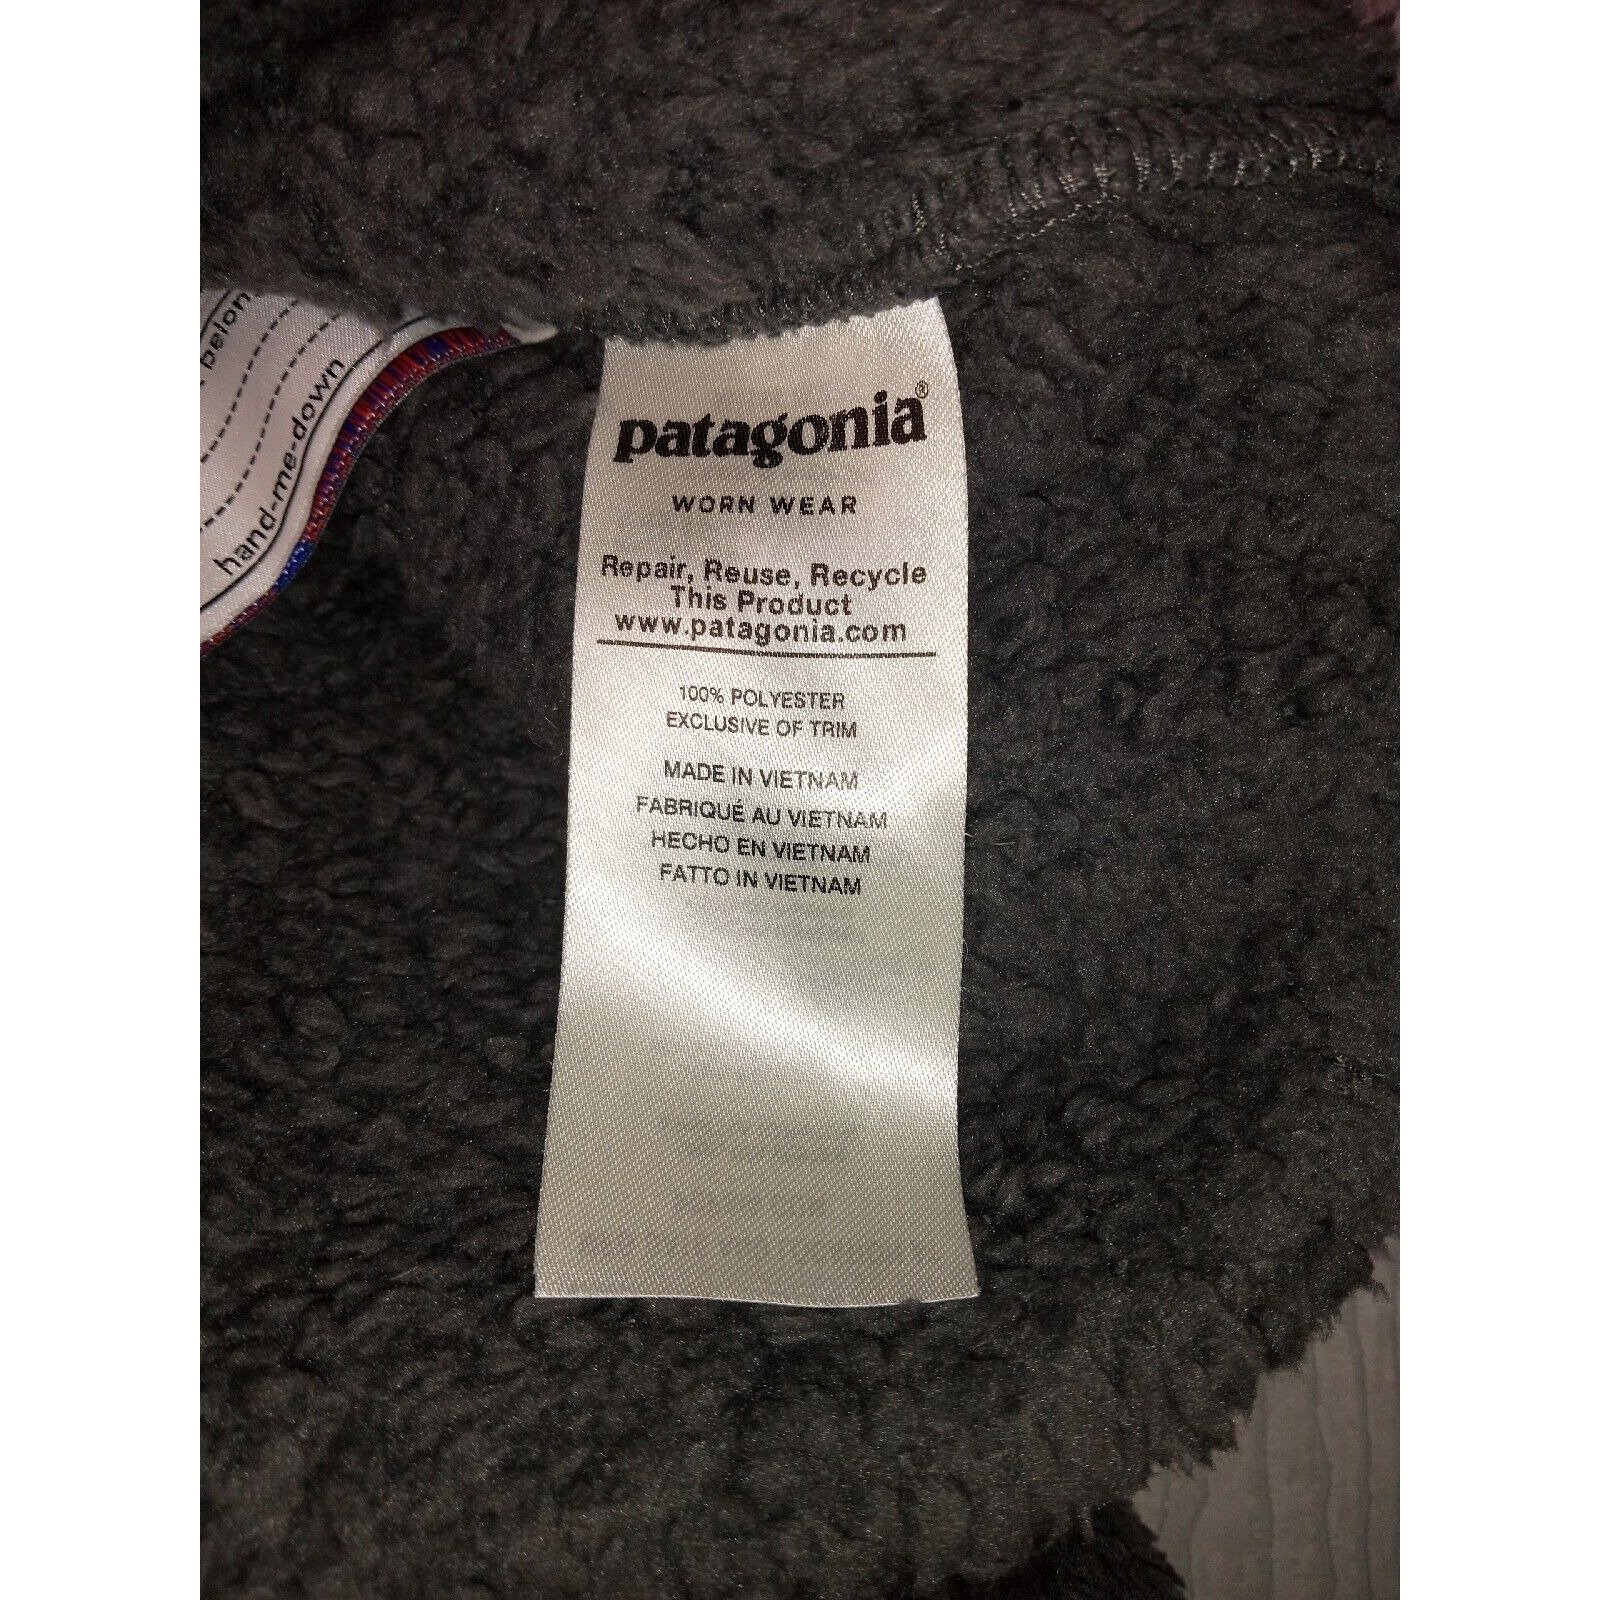 patagonia®
WORN WEAR
Repair, Reuse, Recycle
This Product
www.patagonia.com
100% POLYESTER
EXCLUSIVE OF TRIM
MADE IN VIETNAM
FABRIQUÉ AU VIETNAM
HECHO EN VIETNAM
FATTO IN VIETNAM
hand-me-down